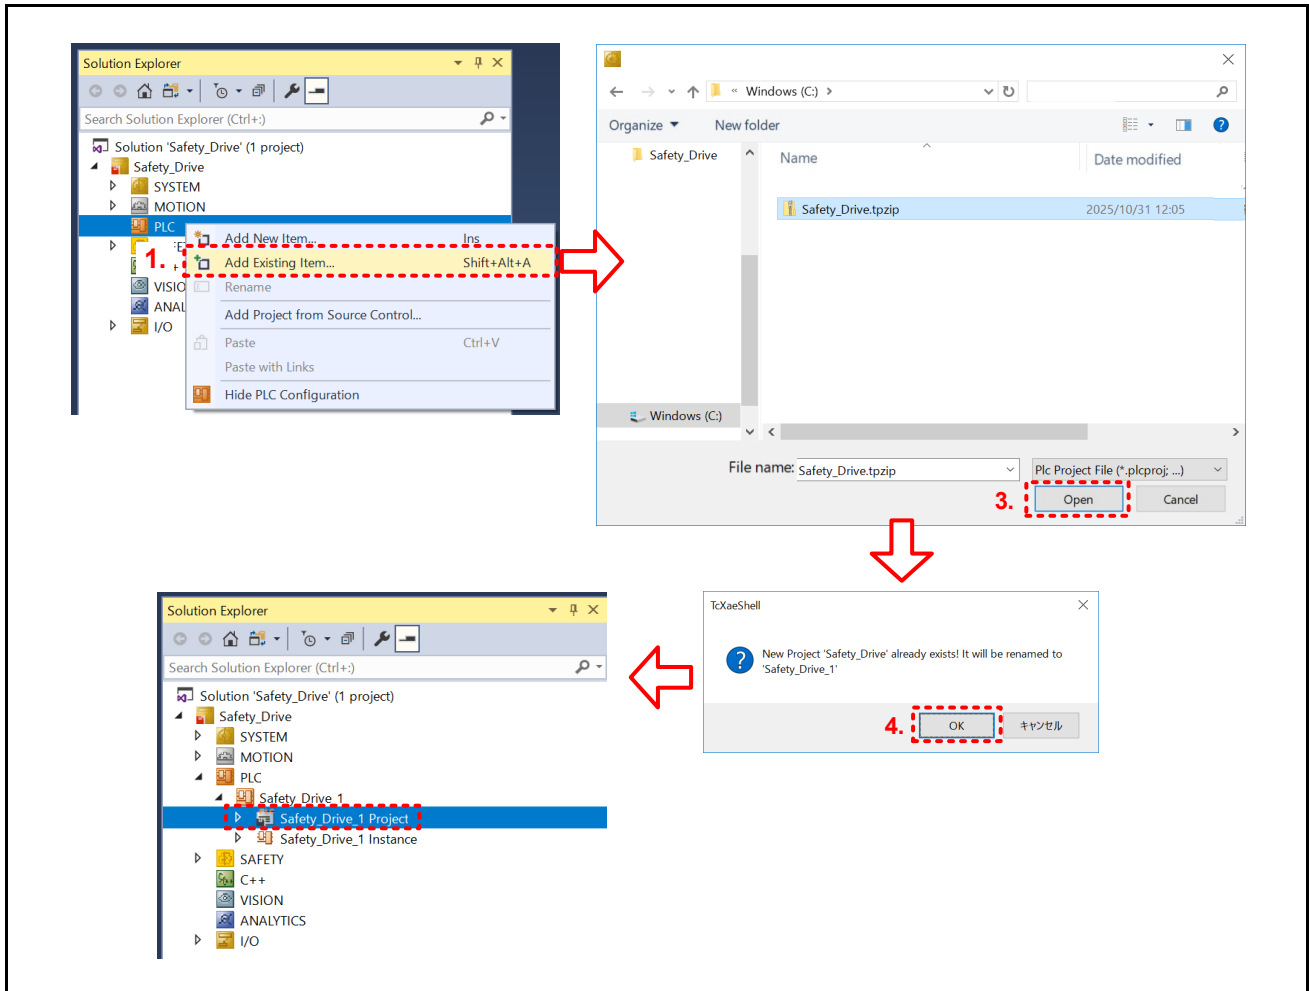 Solution Explorer
Search Solution Explorer (Ctrl+:)
Solution 'Safety_Drive' (1 project)
Safety_Drive
SYSTEM
MOTION
PLC
VISIO
ANAL
I/O
1.
Add New Item... Ins
Add Existing Item... Shift+Alt+A
Rename
Add Project from Source Control...
Paste Ctrl+V
Paste with Links
Hide PLC Configuration
« Windows (C:) >
Organize New folder
Safety_Drive
Windows (C:)
Name Date modified
Safety_Drive.tpzip 2025/10/31 12:05
File name: Safety_Drive.tpzip Plc Project File (*.plcproj; ...)
3. Open Cancel
TcXaeShell
New Project 'Safety_Drive' already exists! It will be renamed to
'Safety_Drive_1'
4. OK キャンセル
Solution Explorer
Search Solution Explorer (Ctrl+:)
Solution 'Safety_Drive' (1 project)
Safety_Drive
SYSTEM
MOTION
PLC
Safety_Drive_1
Safety_Drive_1 Project
Safety_Drive_1 Instance
SAFETY
C++
VISION
ANALYTICS
I/O